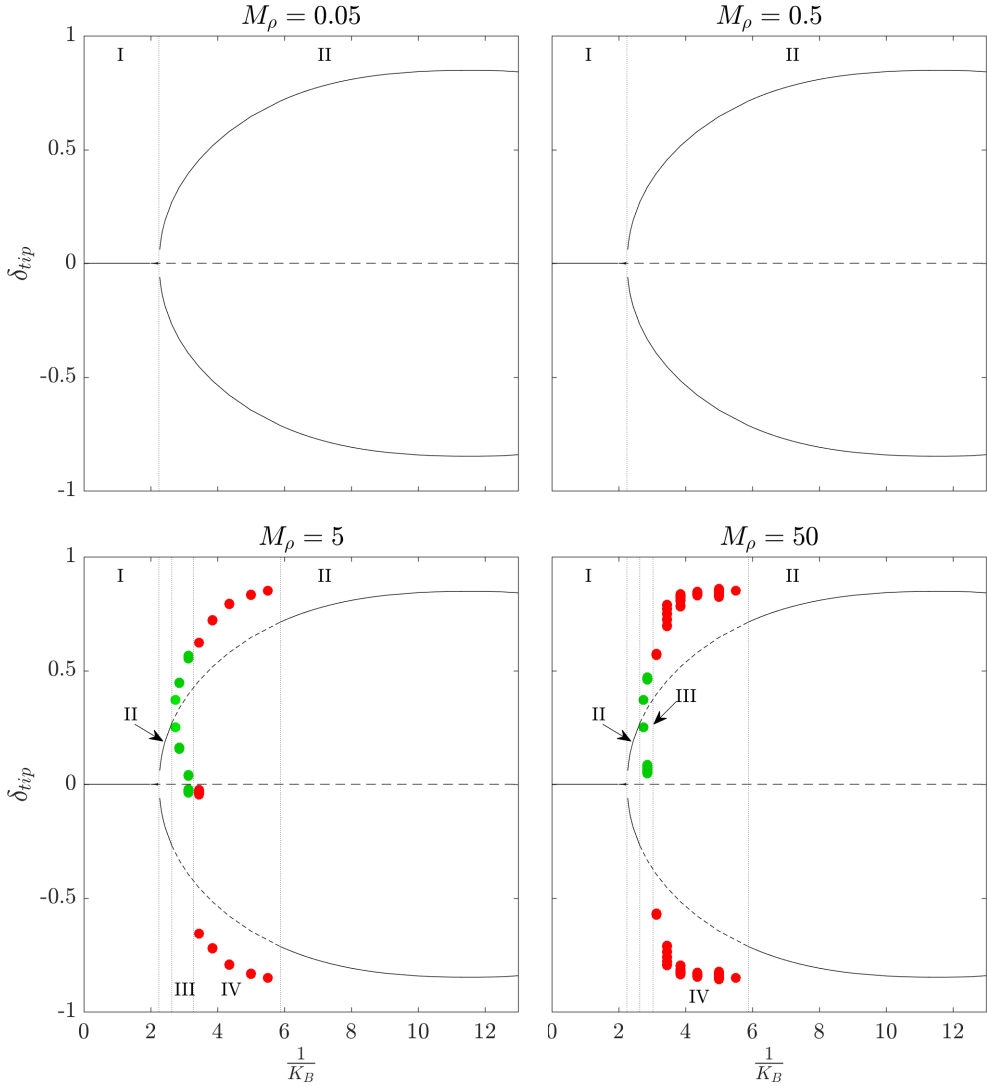 M_ρ = 0.05
M_ρ = 0.5
1
0.5
0
-0.5
-1
δ_tip
I
II
I
II
M_ρ = 5
M_ρ = 50
1
0.5
0
-0.5
-1
δ_tip
I
II
II
III
IV
I
II
II
III
IV
0
2
4
6
8
10
12
1/K_B
0
2
4
6
8
10
12
1/K_B